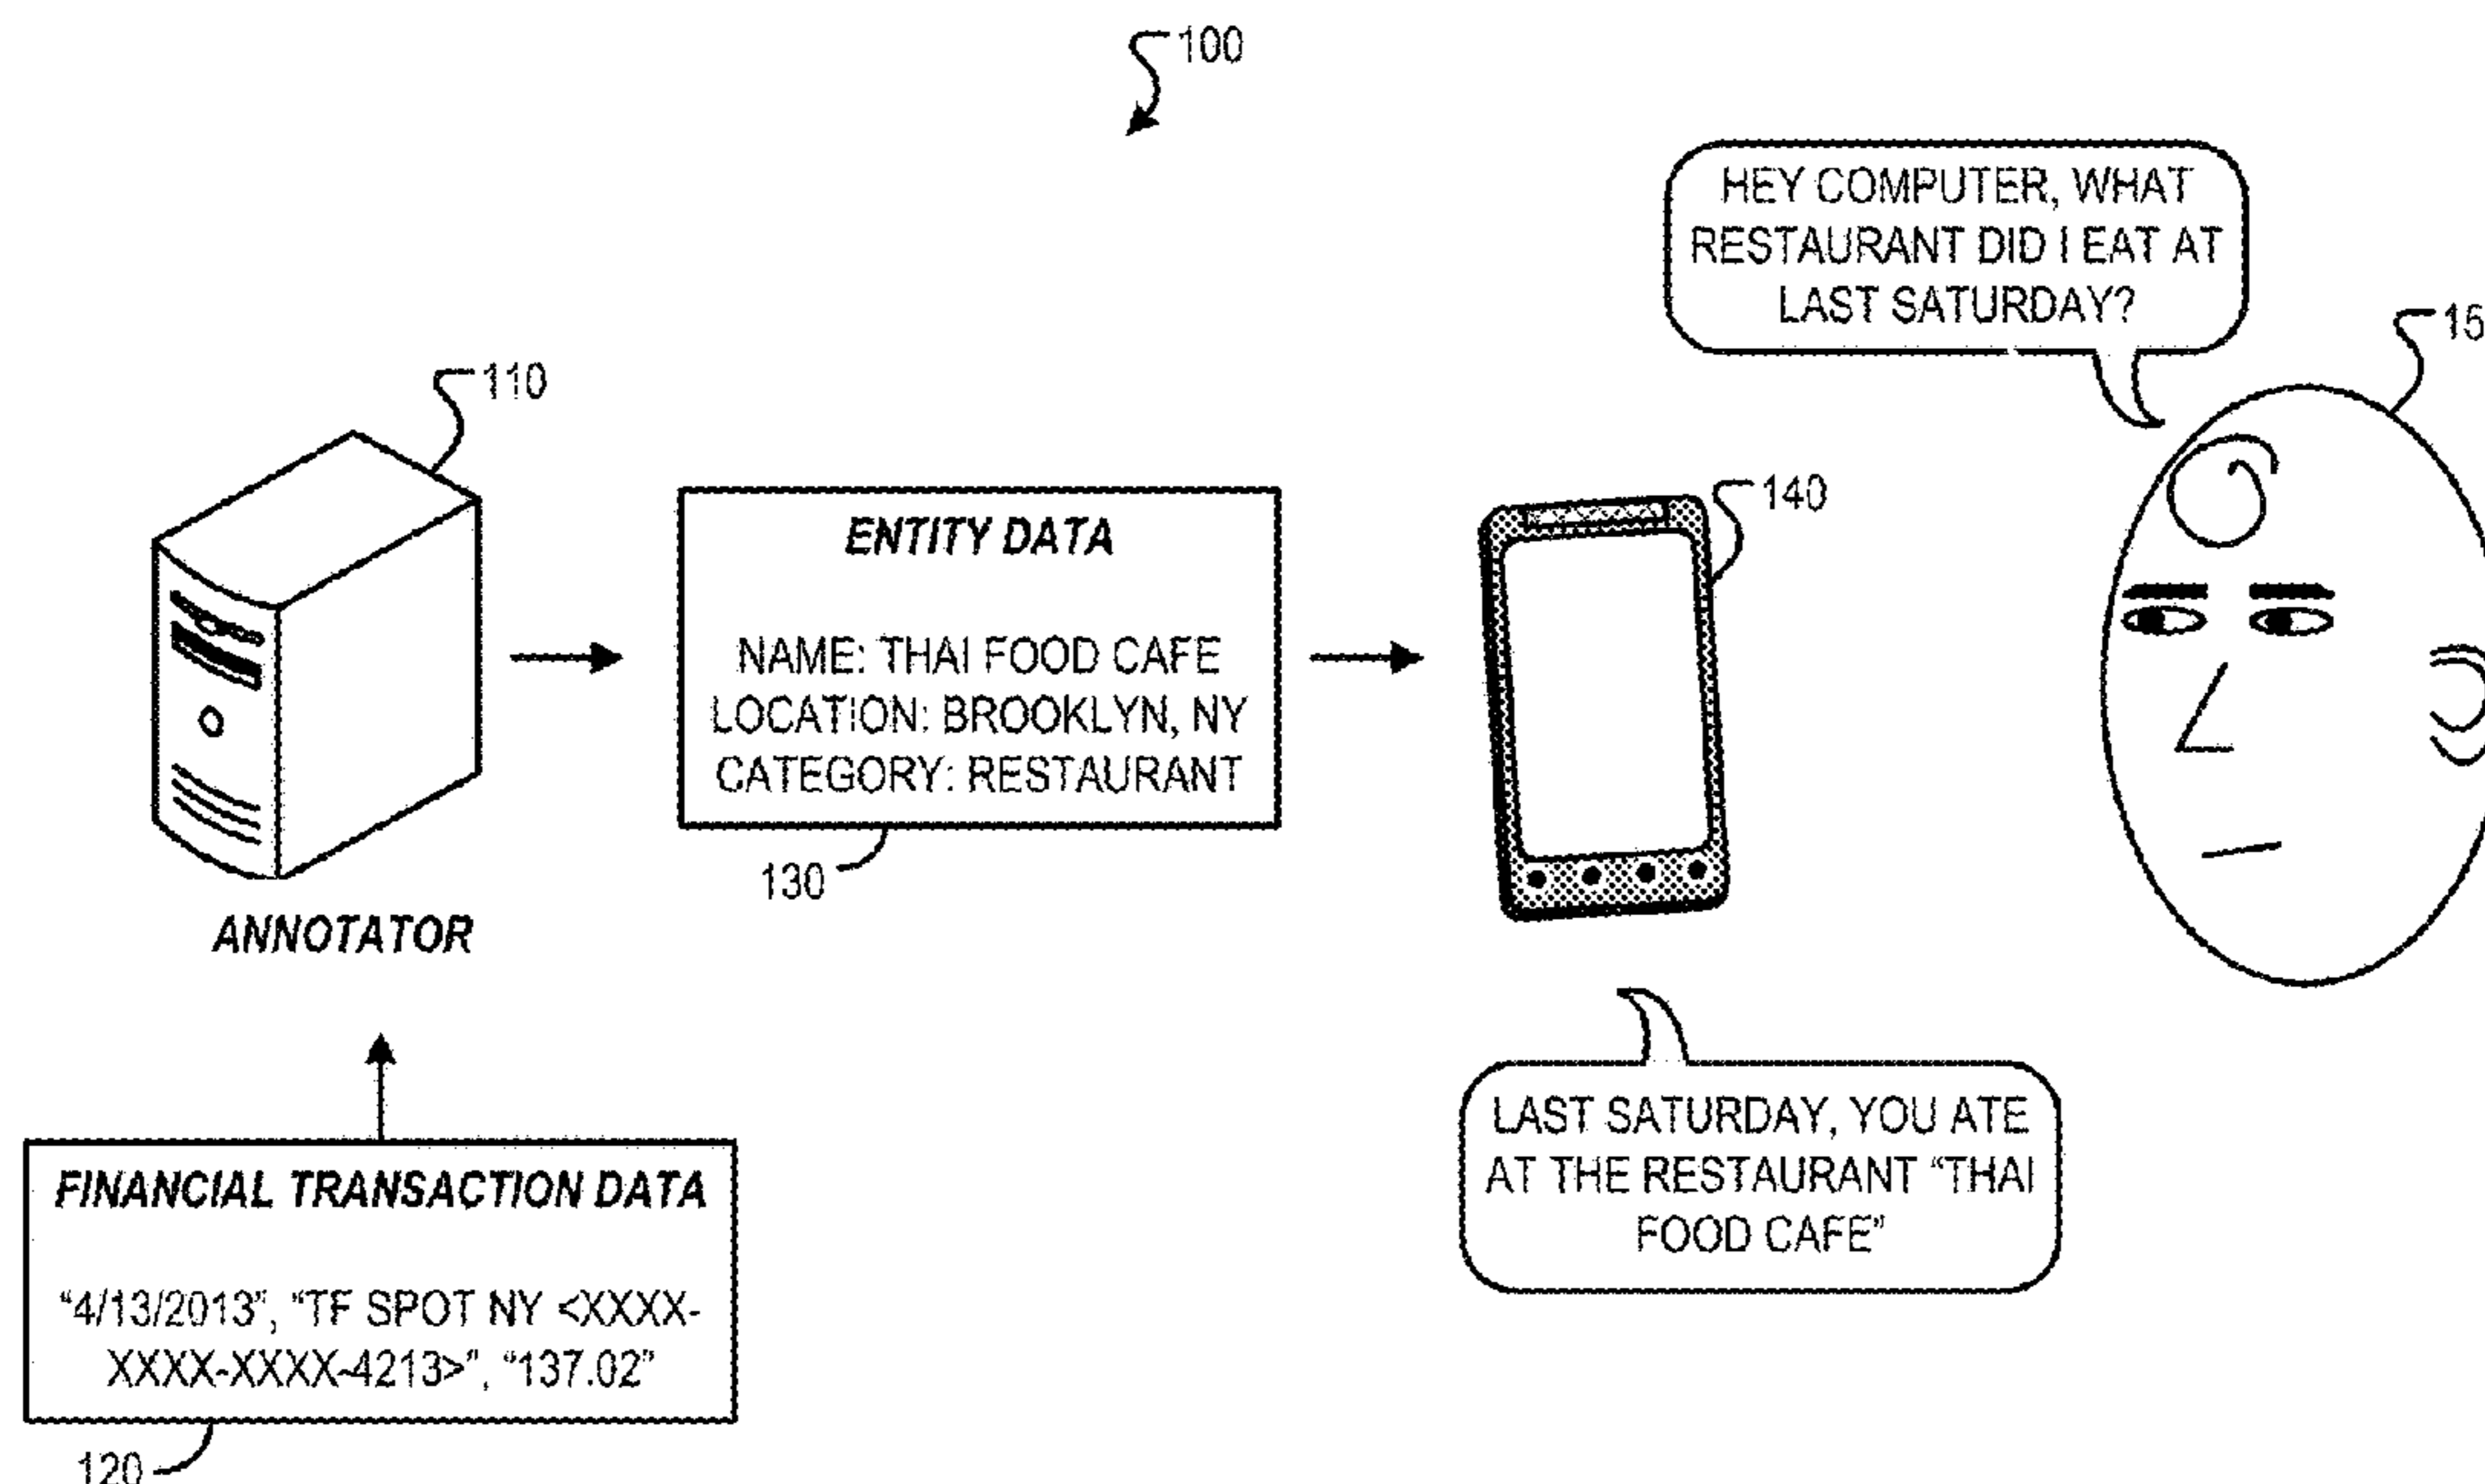 100
HEY COMPUTER, WHAT
RESTAURANT DID I EAT AT
LAST SATURDAY?
110
ENTITY DATA
NAME: THAI FOOD CAFE
LOCATION: BROOKLYN, NY
CATEGORY: RESTAURANT
130
140
ANNOTATOR
FINANCIAL TRANSACTION DATA
“4/13/2013”, “TF SPOT NY <XXXX-
XXXX-XXXX-4213>”, “137.02”
120
LAST SATURDAY, YOU ATE
AT THE RESTAURANT “THAI
FOOD CAFE”